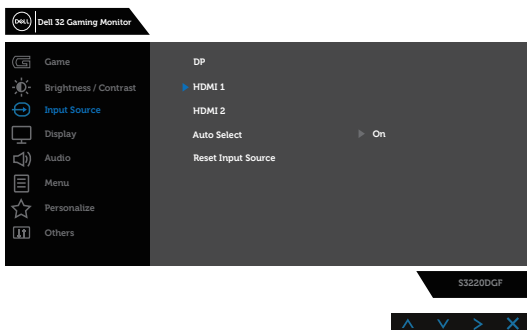 DELL Dell 32 Gaming Monitor
Game
DP
Brightness / Contrast
HDMI 1
Input Source
HDMI 2
Display
Auto Select On
Audio
Reset Input Source
Menu
Personalize
Others
S3220DGF